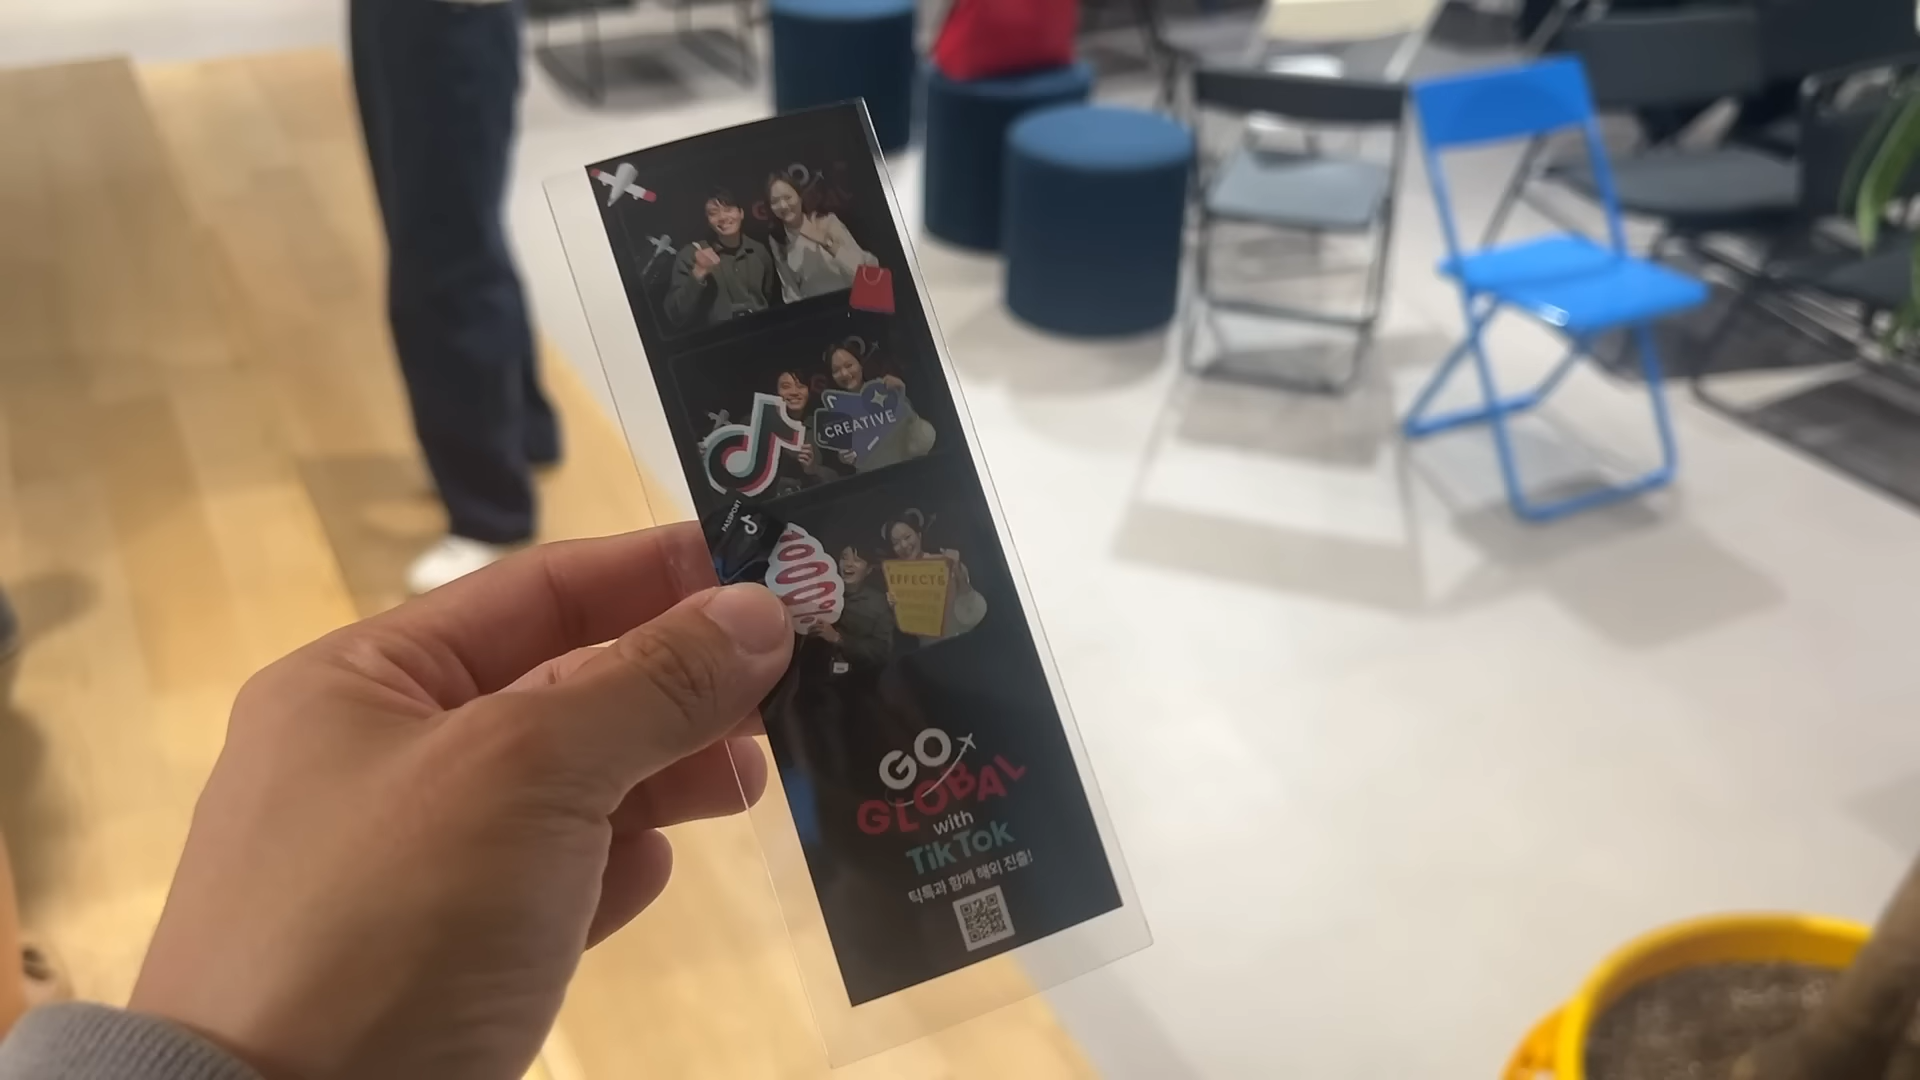 CREATIVE
PASSPORT
1000%
EFFECTS
GO
GLOBAL
with
TikTok
틱톡과 함께 해외 진출!